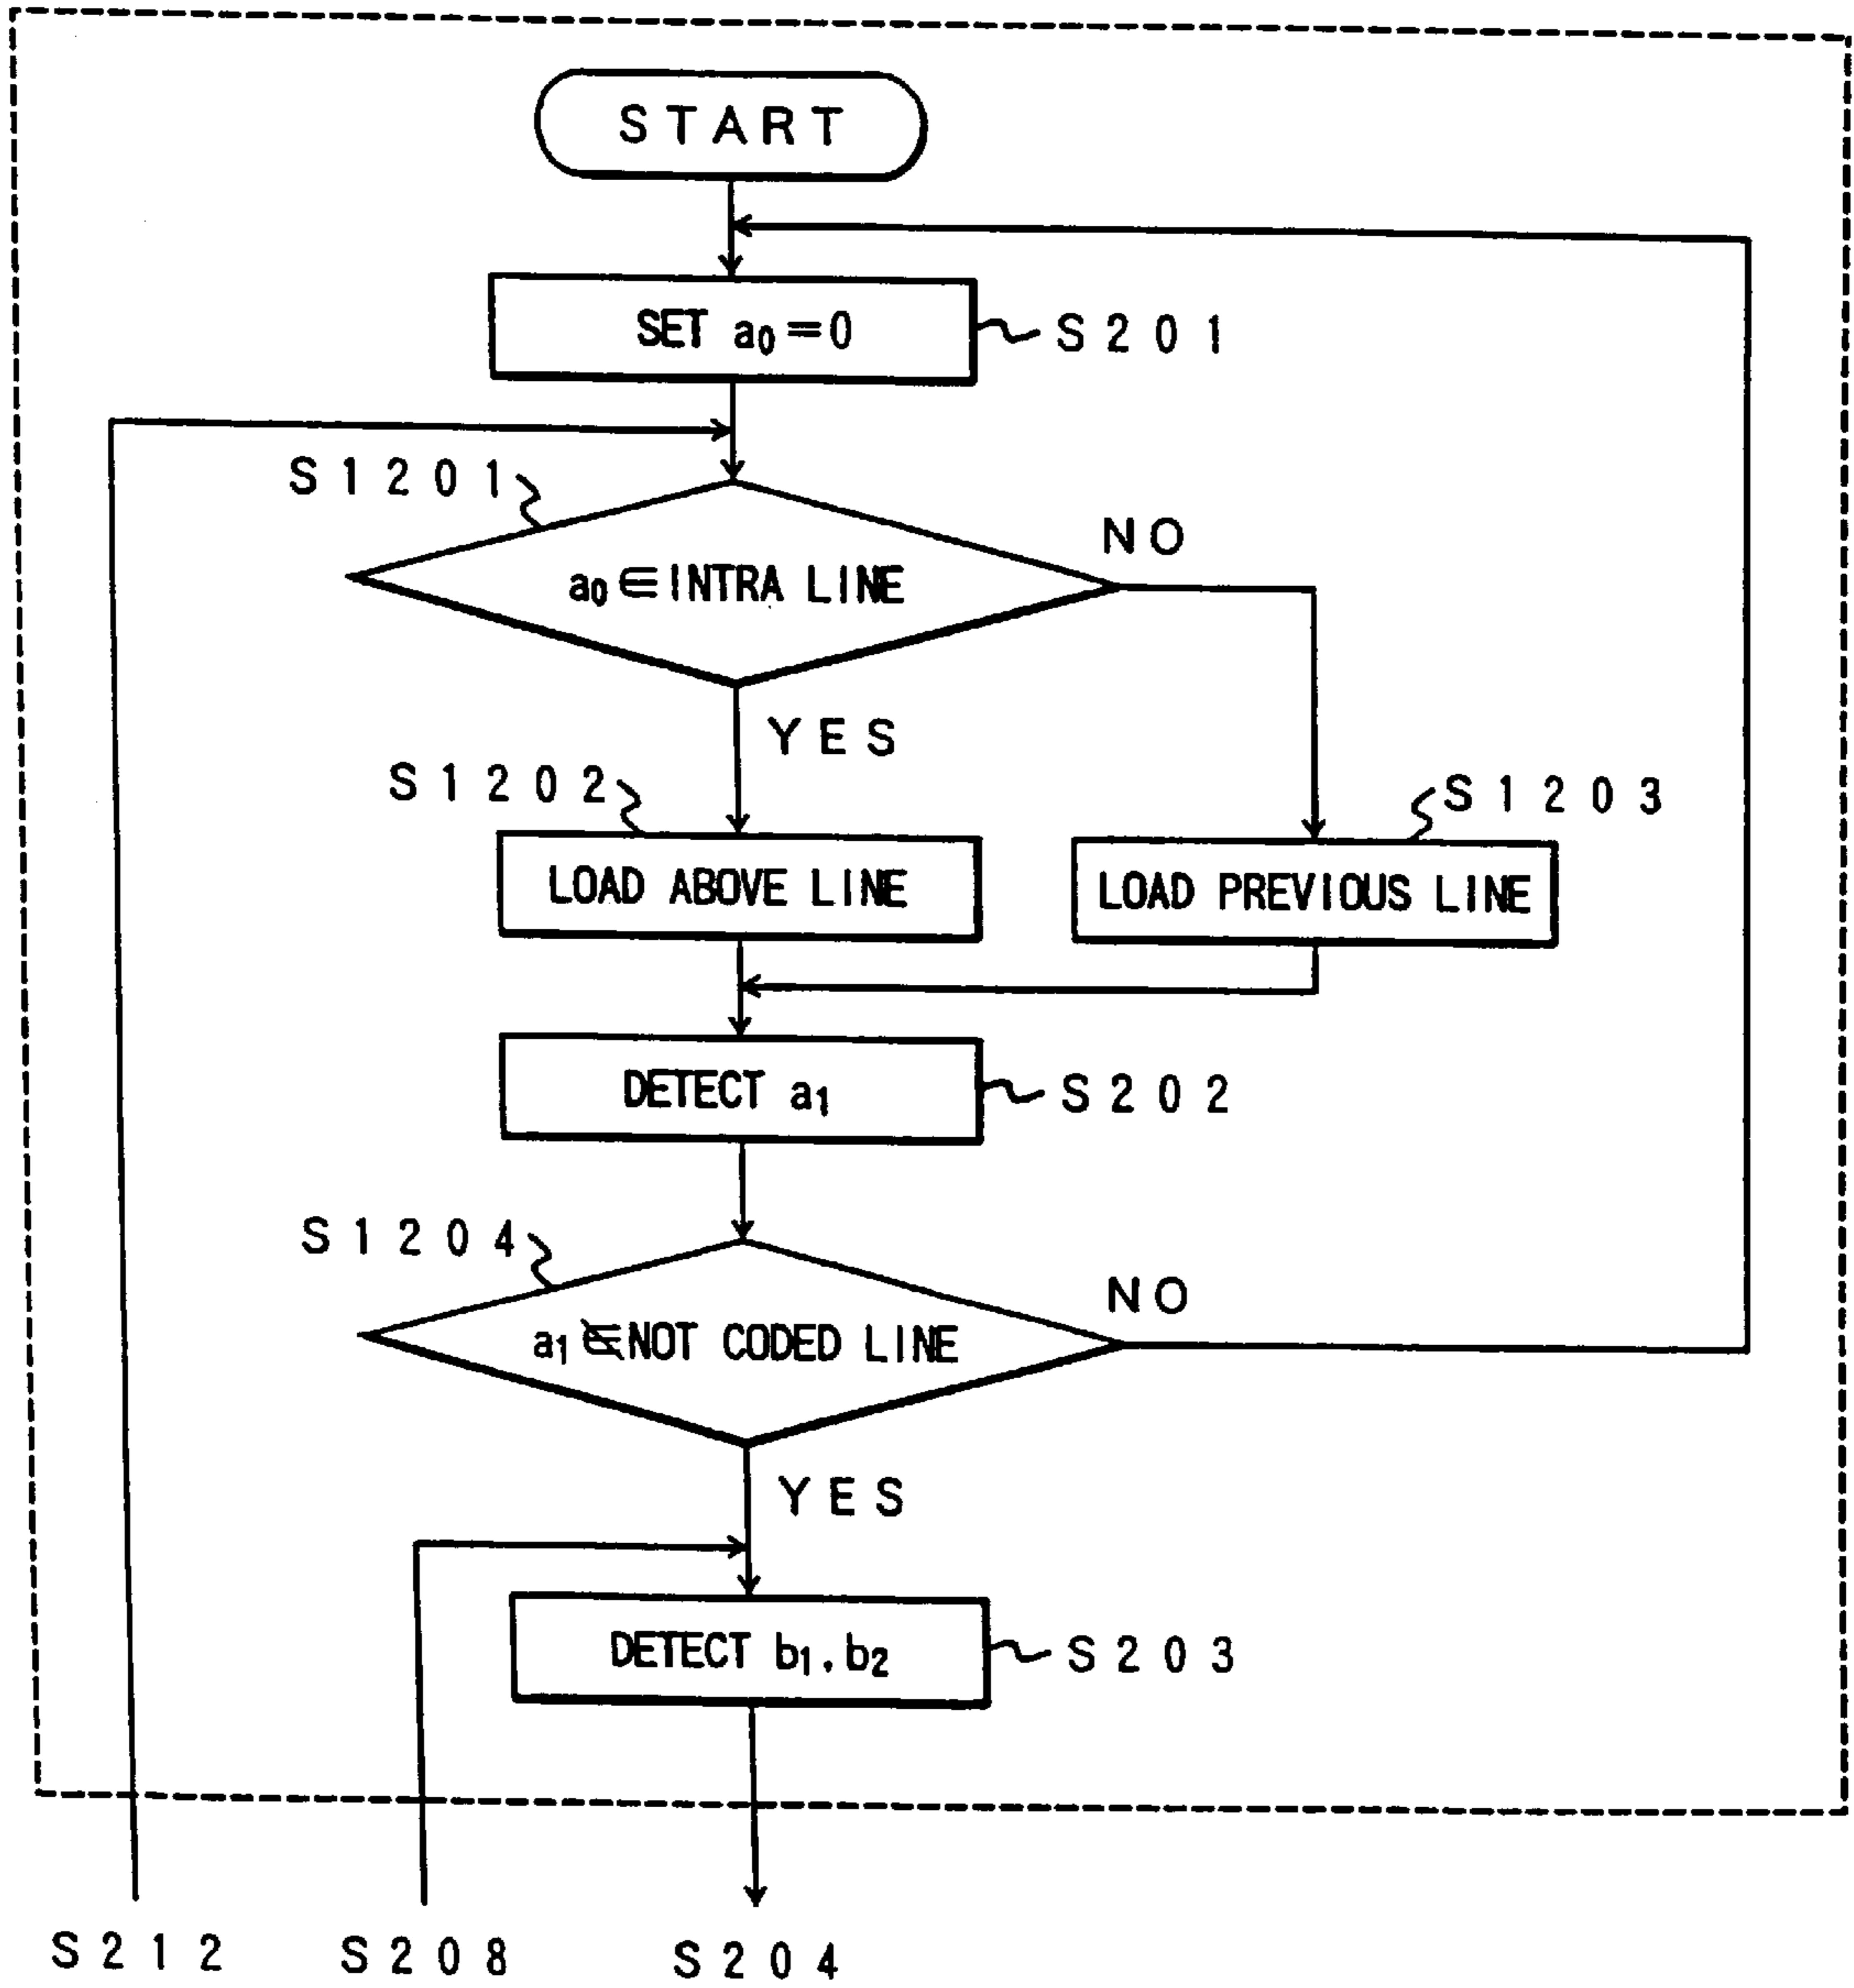 START
SET a₀=0
S201
S1201
a₀∈INTRA LINE
NO
YES
S1202
S1203
LOAD ABOVE LINE
LOAD PREVIOUS LINE
DETECT a₁
S202
S1204
a₁∉NOT CODED LINE
NO
YES
DETECT b₁,b₂
S203
S212
S208
S204